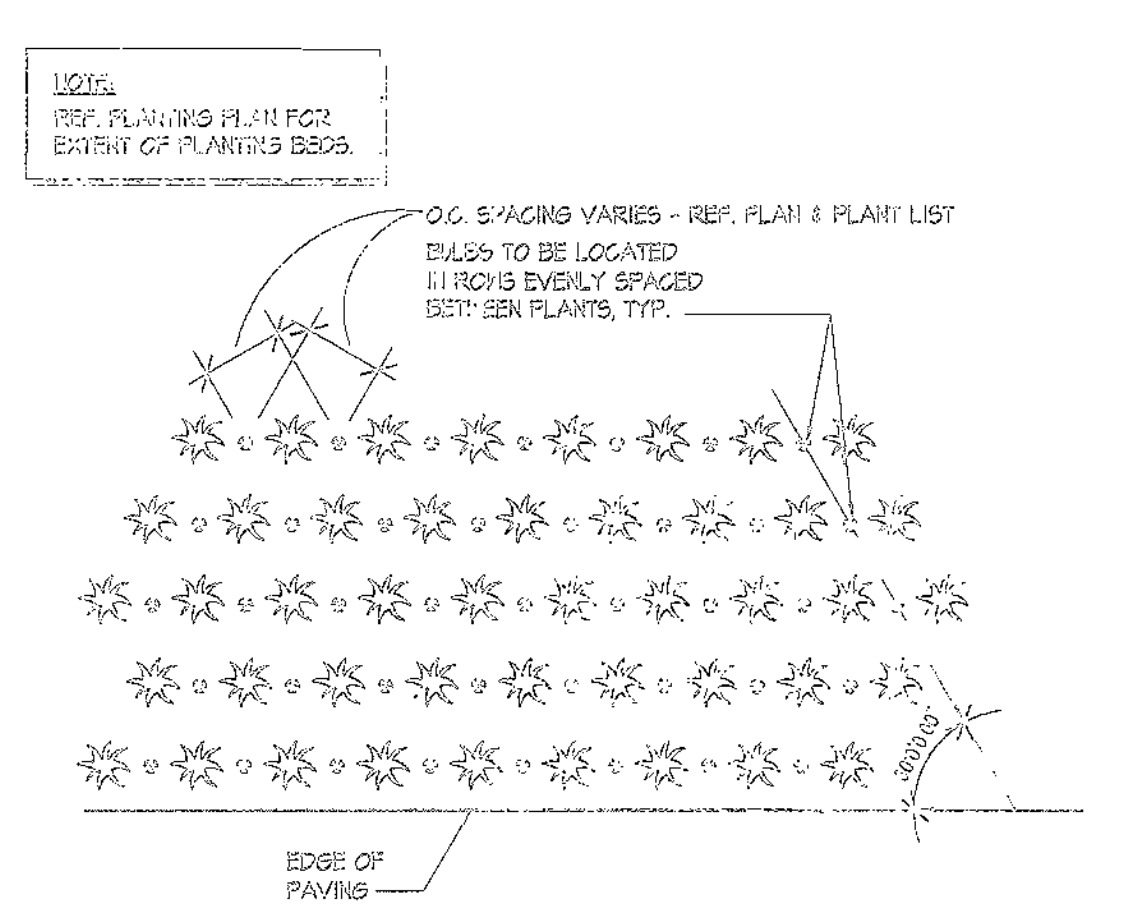 NOTE:
REF. PLANTING PLAN FOR
EXTENT OF PLANTING BEDS.
O.C. SPACING VARIES - REF. PLAN & PLANT LIST
BULBS TO BE LOCATED
IN ROWS EVENLY SPACED
BETWEEN PLANTS, TYP.
EDGE OF
PAVING